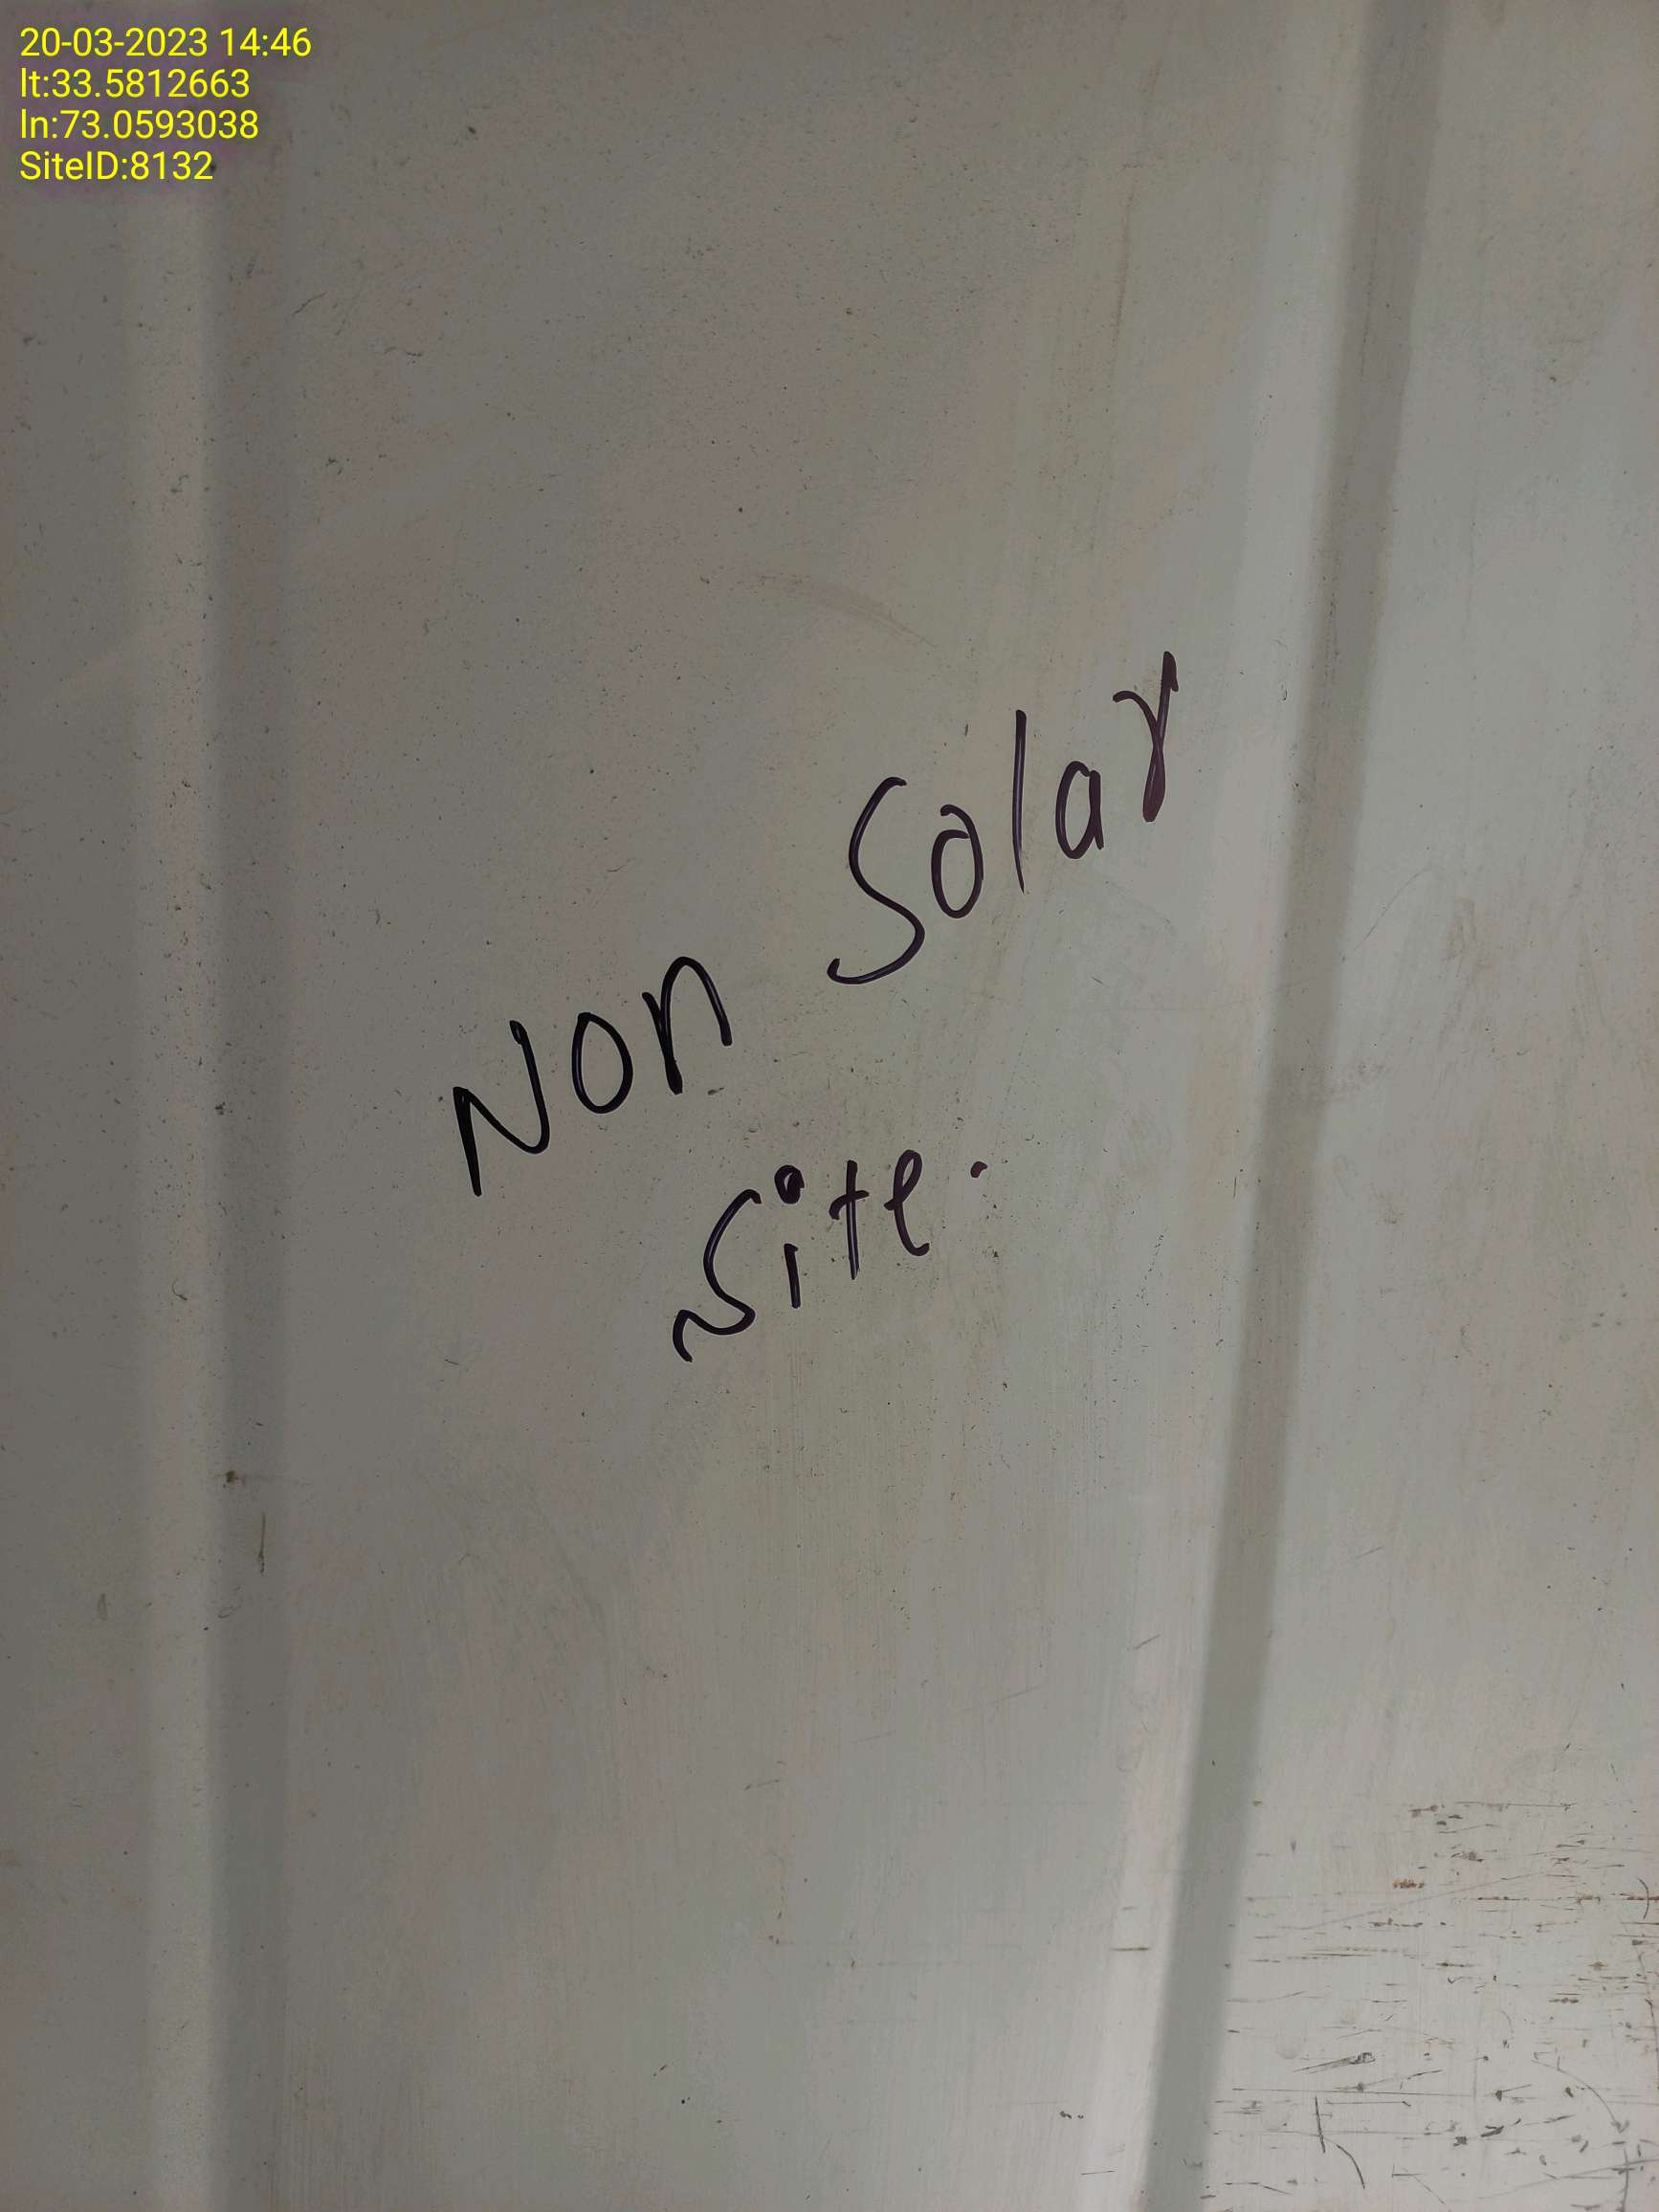 20-03-2023 14:46
lt:33.5812663
ln:73.0593038
SiteID:8132
Non Solar
Site.